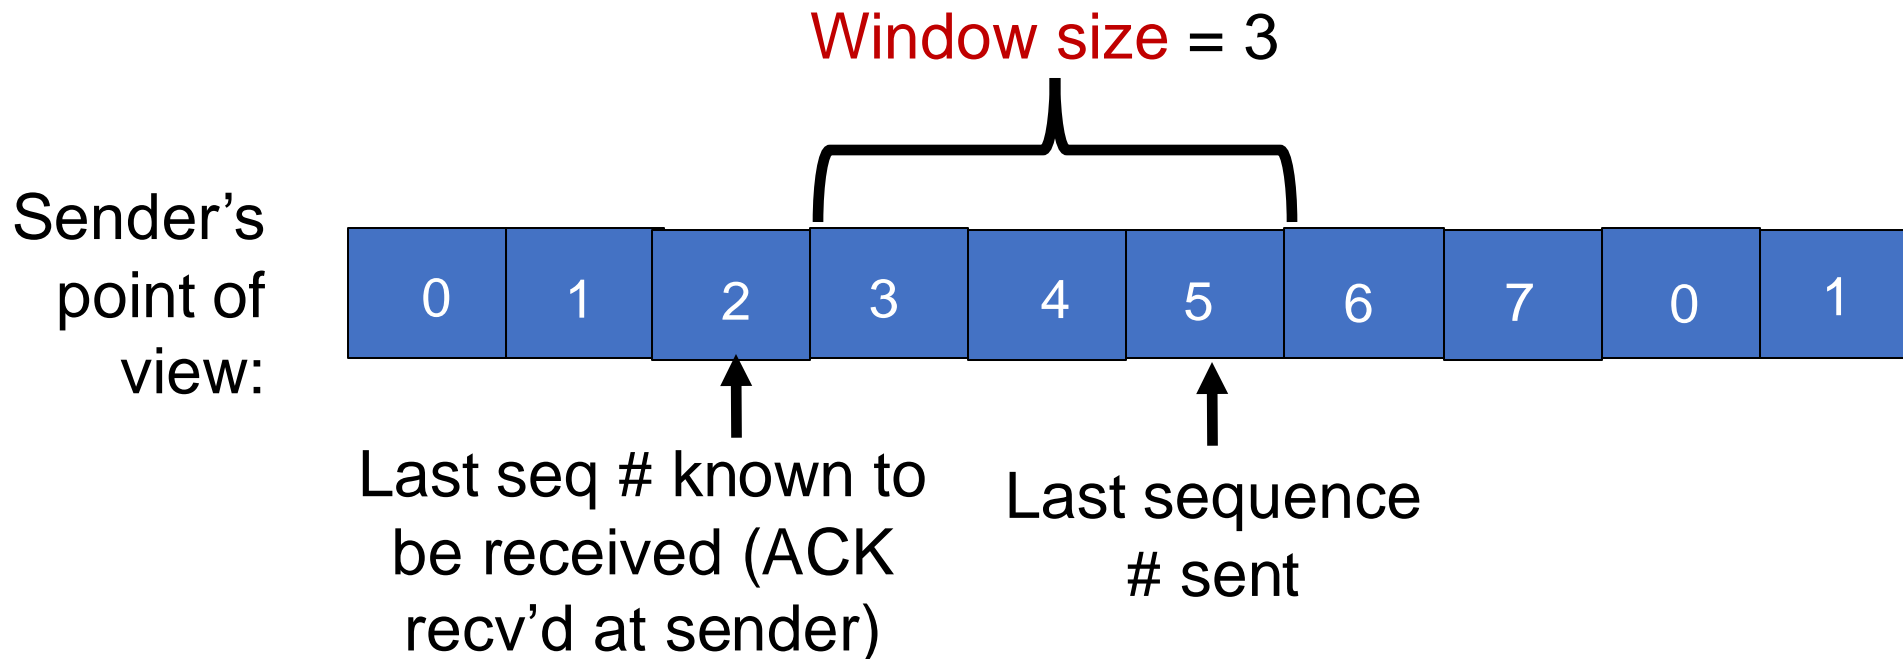 Window size = 3
Sender’s
point of
view:
0 1 2 3 4 5 6 7 0 1
Last seq # known to
be received (ACK
recv’d at sender)
Last sequence
# sent